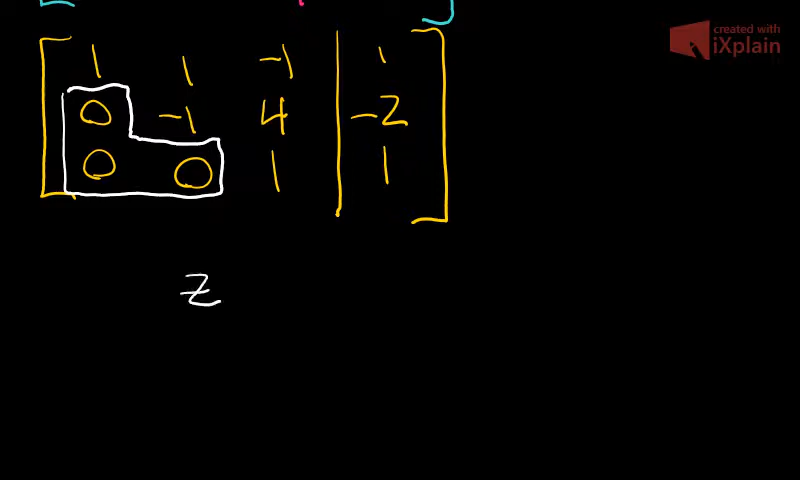 created with
iXplain
1 1 -1 1
0 -1 4 -2
0 0 1 1
z